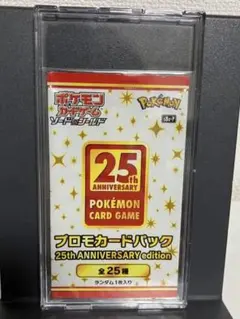 ポケモン
カードゲーム
ソード&シールド
Pokémon
25th
ANNIVERSARY
POKÉMON
CARD GAME
プロモカードパック
25th ANNIVERSARY edition
全25種
ランダム1枚入り